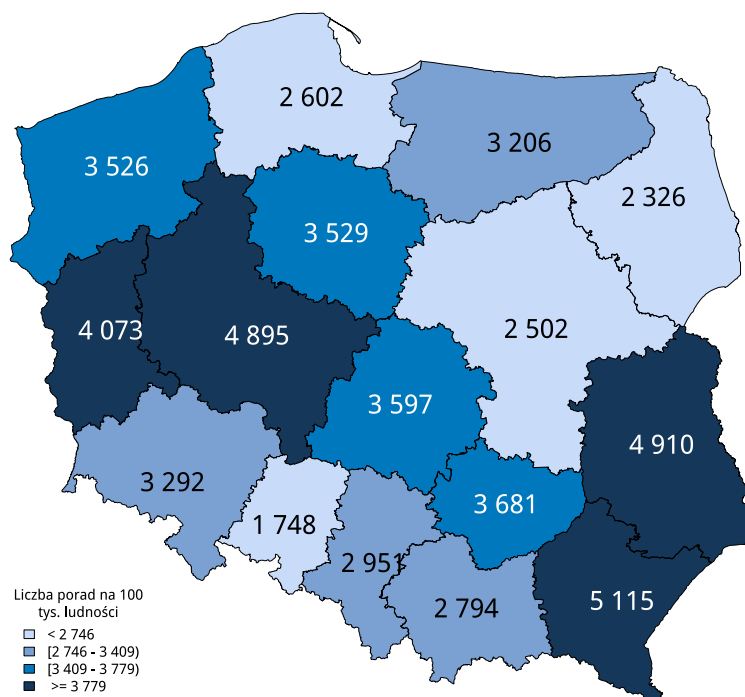 2 602
3 206
3 526
2 326
3 529
4 073
4 895
2 502
3 597
4 910
3 292
3 681
1 748
2 951
2 794
5 115
Liczba porad na 100
tys. ludności
< 2 746
[2 746 - 3 409)
[3 409 - 3 779)
>= 3 779